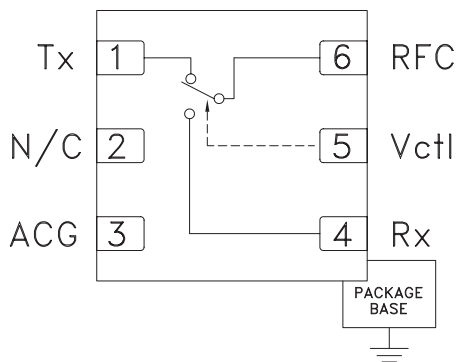 Tx 1 6 RFC
N/C 2 5 Vctl
ACG 3 4 Rx
PACKAGE
BASE